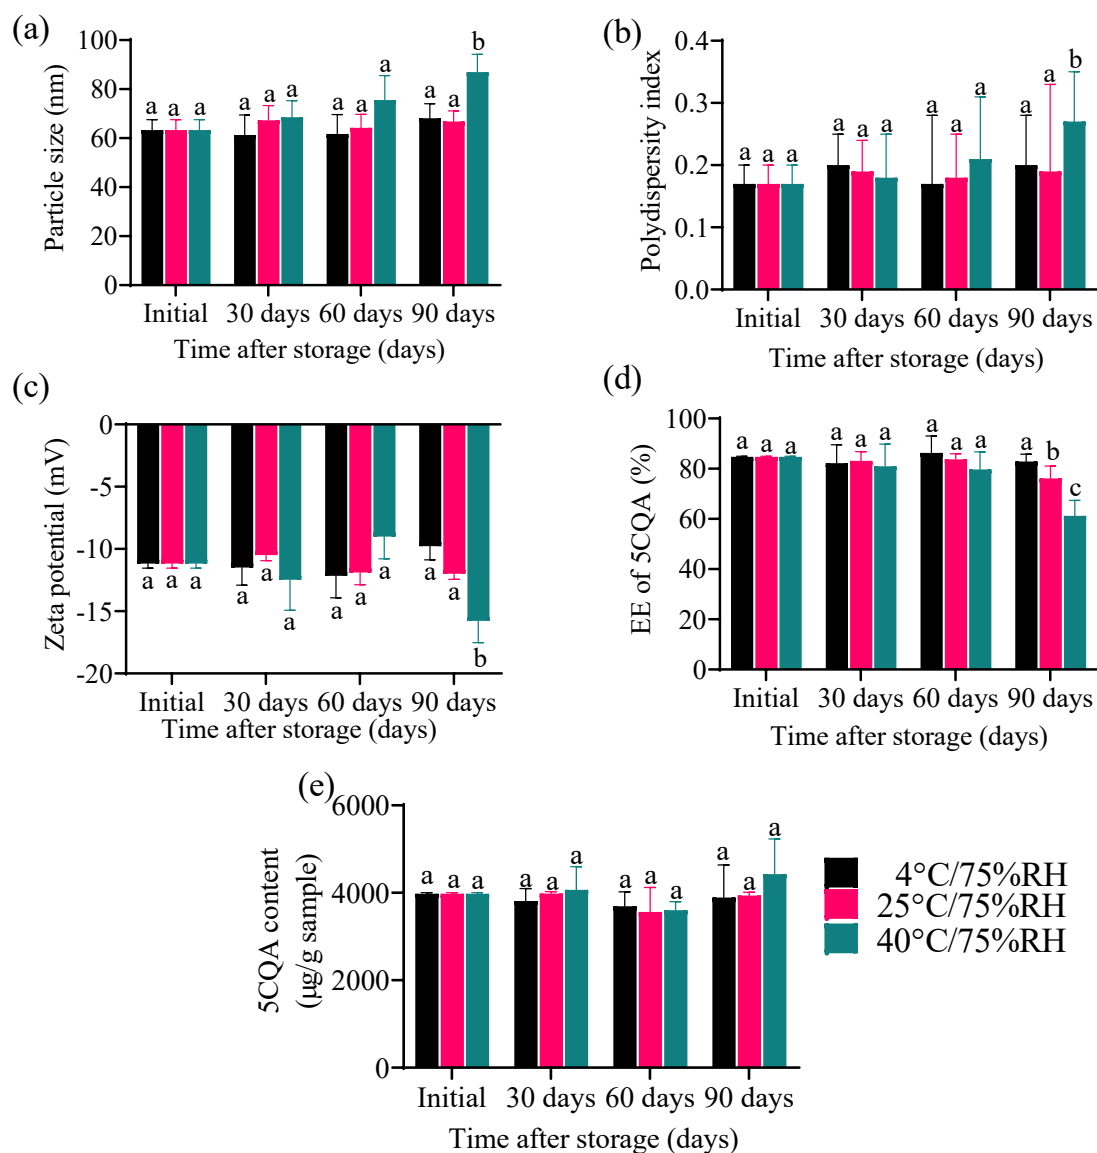 (a)
Particle size (nm)
100
80
60
40
20
0
a a a a a a a a a a a b
Initial 30 days 60 days 90 days
Time after storage (days)
(b)
Polydispersity index
0.4
0.3
0.2
0.1
0.0
a a a a a a a a a a a b
Initial 30 days 60 days 90 days
Time after storage (days)
(c)
Zeta potential (mV)
0
-5
-10
-15
-20
a a a a a a a a a a a b
Initial 30 days 60 days 90 days
Time after storage (days)
(d)
EE of 5CQA (%)
100
80
60
40
20
0
a a a a a a a a a a b c
Initial 30 days 60 days 90 days
Time after storage (days)
(e)
5CQA content
(µg/g sample)
6000
4000
2000
0
a a a a a a a a a a a a
Initial 30 days 60 days 90 days
Time after storage (days)
4°C/75%RH
25°C/75%RH
40°C/75%RH